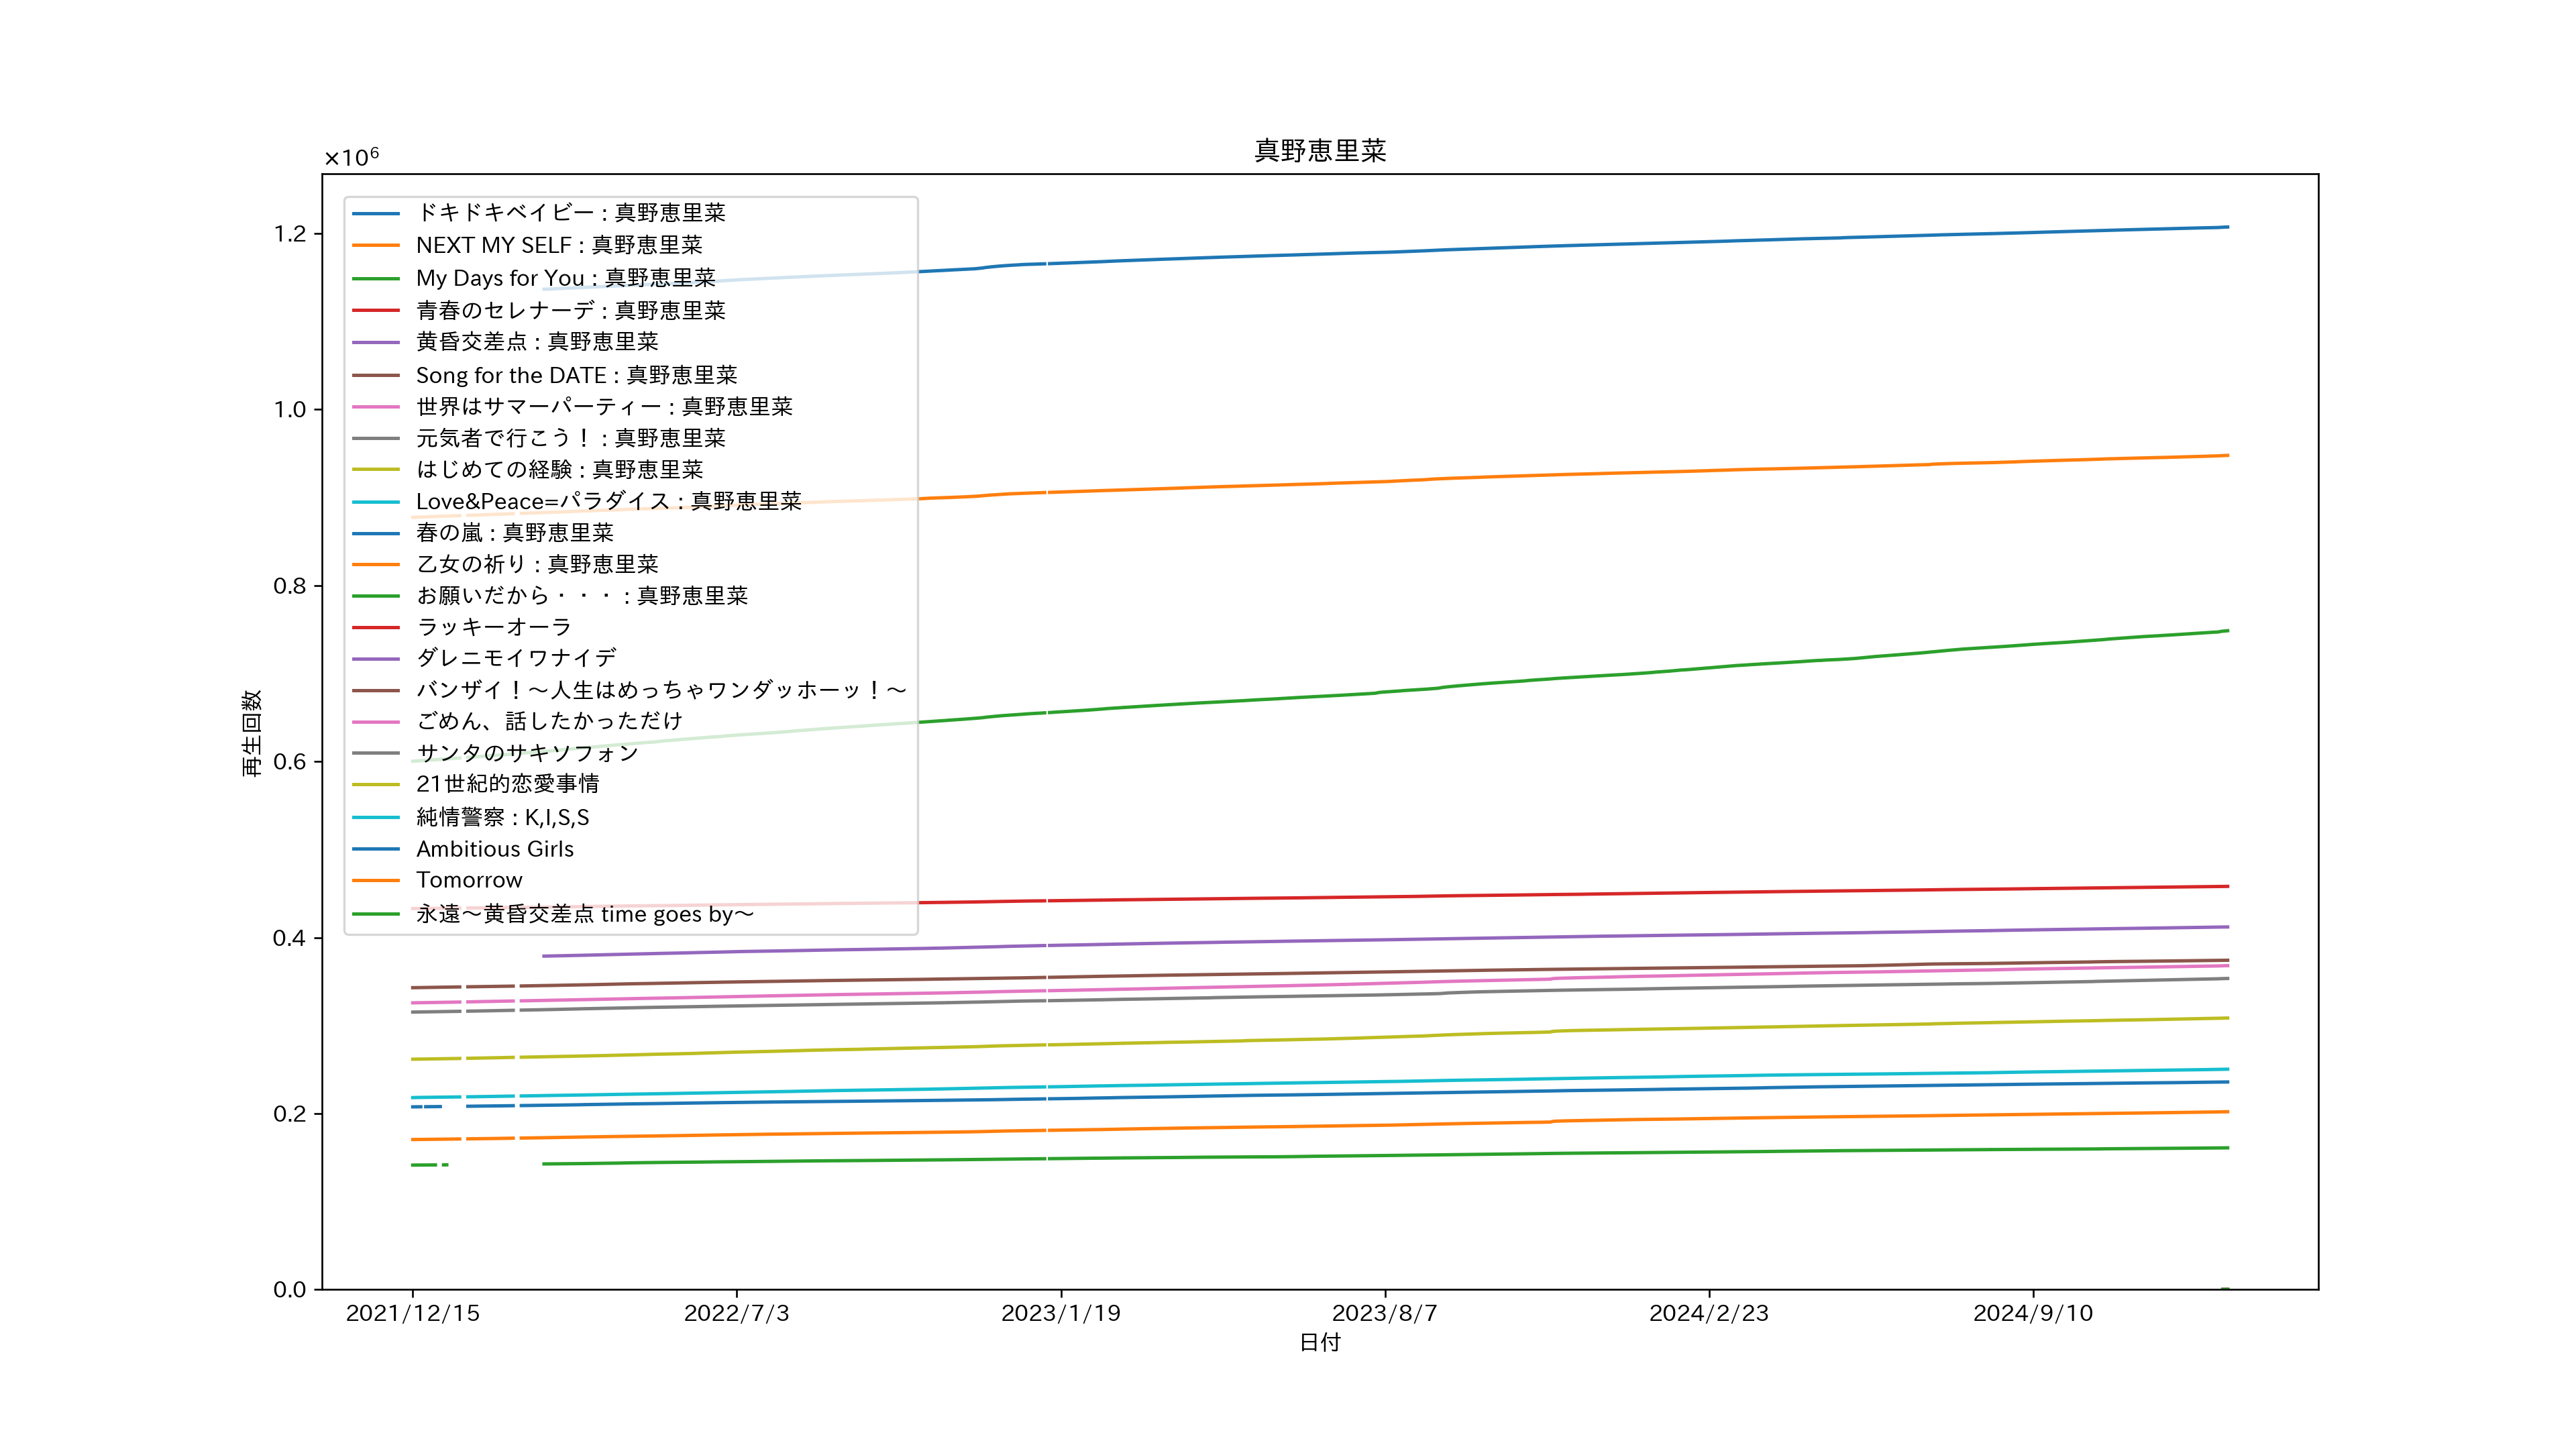 真野恵里菜
×10⁶
1.2
1.0
0.8
0.6
0.4
0.2
0.0
再生回数
ドキドキベイビー : 真野恵里菜
NEXT MY SELF : 真野恵里菜
My Days for You : 真野恵里菜
青春のセレナーデ : 真野恵里菜
黄昏交差点 : 真野恵里菜
Song for the DATE : 真野恵里菜
世界はサマーパーティー : 真野恵里菜
元気者で行こう！ : 真野恵里菜
はじめての経験 : 真野恵里菜
Love&Peace=パラダイス : 真野恵里菜
春の嵐 : 真野恵里菜
乙女の祈り : 真野恵里菜
お願いだから・・・ : 真野恵里菜
ラッキーオーラ
ダレニモイワナイデ
バンザイ！～人生はめっちゃワンダッホーッ！～
ごめん、話したかっただけ
サンタのサキソフォン
21世紀的恋愛事情
純情警察 : K,I,S,S
Ambitious Girls
Tomorrow
永遠～黄昏交差点 time goes by～
2021/12/15
2022/7/3
2023/1/19
2023/8/7
2024/2/23
2024/9/10
日付